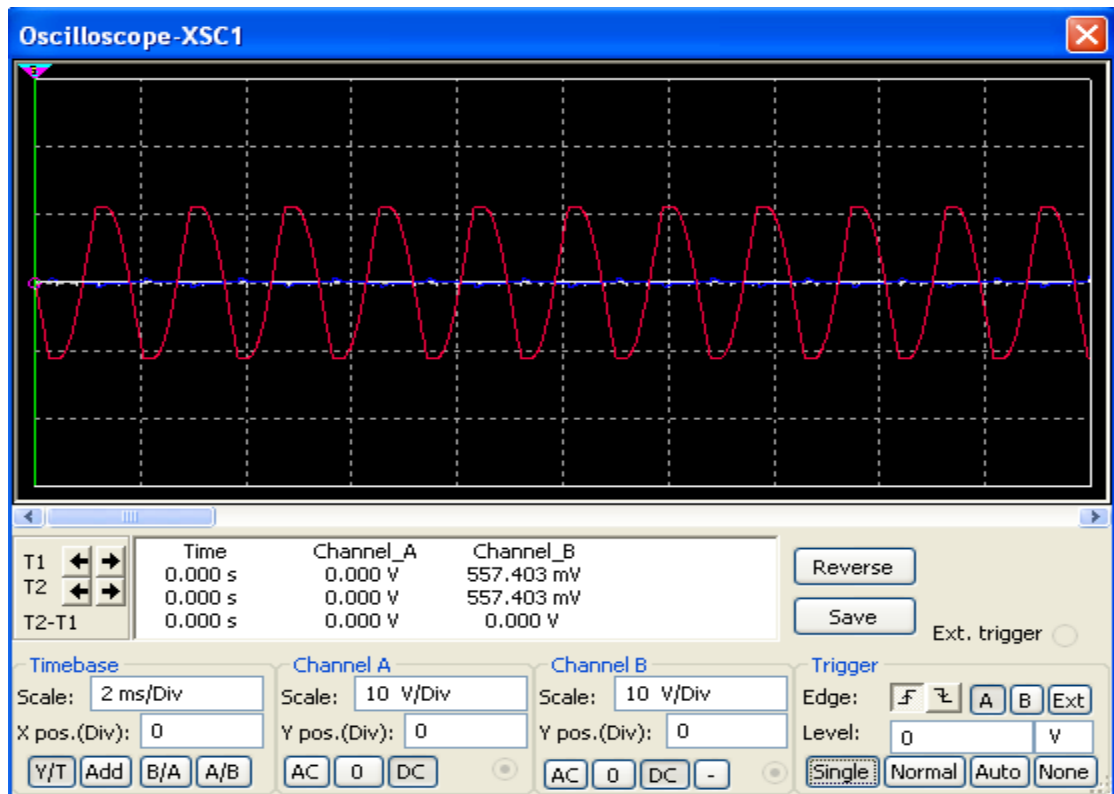 Oscilloscope-XSC1
T1
T2
T2-T1
Time Channel_A Channel_B
0.000 s 0.000 V 557.403 mV
0.000 s 0.000 V 557.403 mV
0.000 s 0.000 V 0.000 V
Reverse
Save
Ext. trigger
Timebase
Scale: 2 ms/Div
X pos.(Div): 0
Y/T Add B/A A/B
Channel A
Scale: 10 V/Div
Y pos.(Div): 0
AC 0 DC
Channel B
Scale: 10 V/Div
Y pos.(Div): 0
AC 0 DC -
Trigger
Edge: A B Ext
Level: 0 V
Single Normal Auto None